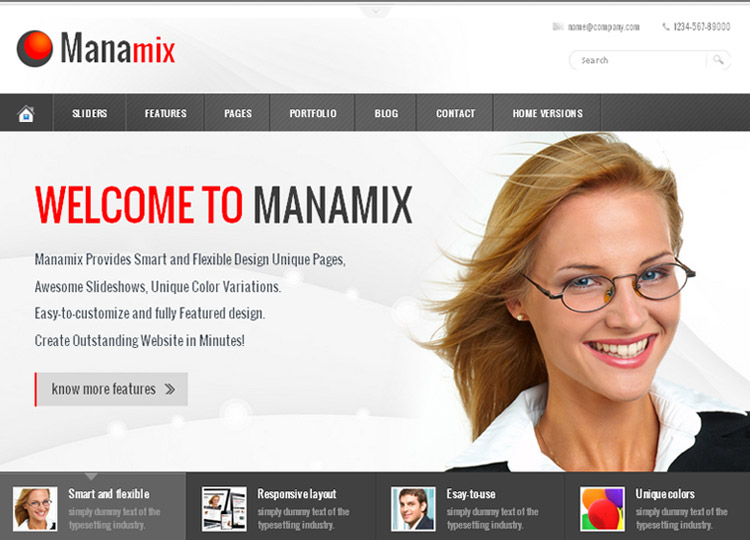 name@company.com 1234-567-89000
Manamix
Search
SLIDERS FEATURES PAGES PORTFOLIO BLOG CONTACT HOME VERSIONS
WELCOME TO MANAMIX
Manamix Provides Smart and Flexible Design Unique Pages,
Awesome Slideshows, Unique Color Variations.
Easy-to-customize and fully Featured design.
Create Outstanding Website in Minutes!
know more features
Smart and flexible
simply dummy text of the
typesetting industry.
Responsive layout
simply dummy text of the
typesetting industry.
Esay-to-use
simply dummy text of the
typesetting industry.
Unique colors
simply dummy text of the
typesetting industry.